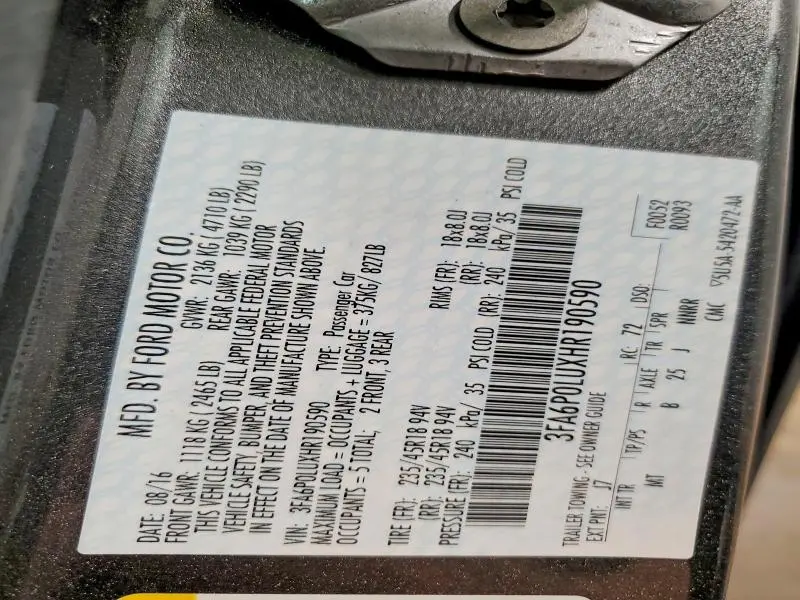 MFD. BY FORD MOTOR CO.
DATE: 08/16 GVWR: 2136 KG ( 4710 LB)
FRONT GAWR: 1118 KG ( 2465 LB) REAR GAWR: 1039 KG ( 2290 LB)
THIS VEHICLE CONFORMS TO ALL APPLICABLE FEDERAL MOTOR
VEHICLE SAFETY, BUMPER, AND THEFT PREVENTION STANDARDS
IN EFFECT ON THE DATE OF MANUFACTURE SHOWN ABOVE.
VIN: 3FA6P0LUXHR190590 TYPE: Passenger Car
MAXIMUM LOAD = OCCUPANTS + LUGGAGE = 375KG/ 827LB
OCCUPANTS = 5 TOTAL, 2 FRONT, 3 REAR
TIRE (FR): 235/45R18 94V RIMS (FR): 18x8.0J
(RR): 235/45R18 94V (RR): 18x8.0J
PRESSURE (FR): 240 kPa/ 35 PSI COLD (RR): 240 kPa/ 35 PSI COLD
3FA6P0LUXHR190590
TRAILER TOWING - SEE OWNER GUIDE F0052
EXT PNT: J7 RC: 72 DSO: R0093
INT TR TP/PS R AXLE TR SPR
MT B 25 J NNRR
CMC ▽5USA-5420472-AA